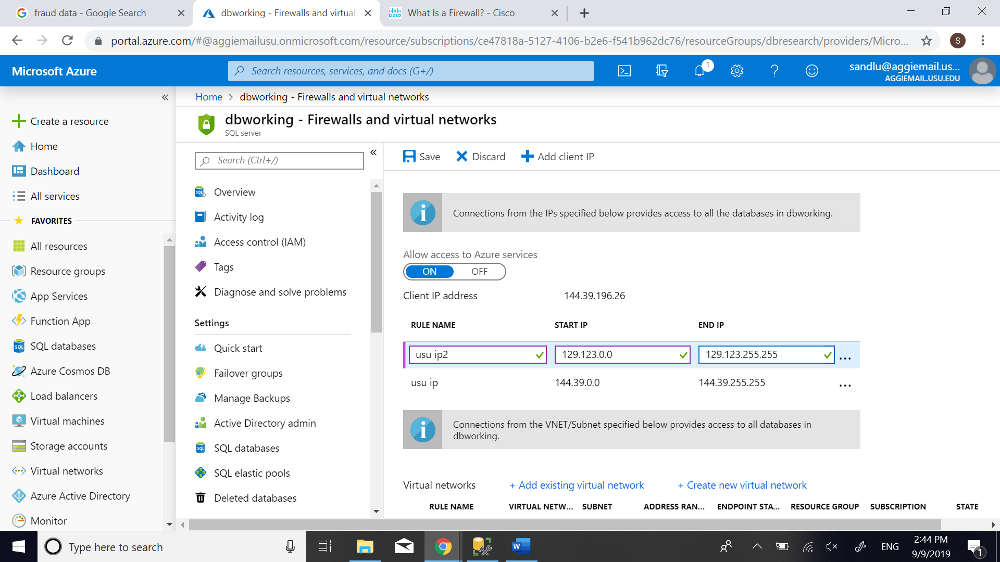 fraud data - Google Search
dbworking - Firewalls and virtual
What Is a Firewall? - Cisco
portal.azure.com/#@aggiemailusu.onmicrosoft.com/resource/subscriptions/ce47818a-5127-4106-b2e6-f541b962dc76/resourceGroups/dbresearch/providers/Micro...
S
Microsoft Azure
Search resources, services, and docs (G+/)
1
sandlu@aggiemail.us...
AGGIEMAIL.USU.EDU
Home > dbworking - Firewalls and virtual networks
dbworking - Firewalls and virtual networks
SQL server
Create a resource
Home
Dashboard
All services
FAVORITES
All resources
Resource groups
App Services
Function App
SQL databases
Azure Cosmos DB
Load balancers
Virtual machines
Storage accounts
Virtual networks
Azure Active Directory
Monitor
Search (Ctrl+/)
Overview
Activity log
Access control (IAM)
Tags
Diagnose and solve problems
Settings
Quick start
Failover groups
Manage Backups
Active Directory admin
SQL databases
SQL elastic pools
Deleted databases
Save Discard Add client IP
Connections from the IPs specified below provides access to all the databases in dbworking.
Allow access to Azure services
ON OFF
Client IP address 144.39.196.26
RULE NAME START IP END IP
usu ip2 129.123.0.0 129.123.255.255 ...
usu ip 144.39.0.0 144.39.255.255 ...
Connections from the VNET/Subnet specified below provides access to all databases in
dbworking.
Virtual networks + Add existing virtual network + Create new virtual network
RULE NAME VIRTUAL NETW... SUBNET ADDRESS RAN... ENDPOINT STA... RESOURCE GROUP SUBSCRIPTION STATE
Type here to search
ENG
2:44 PM
9/9/2019
1